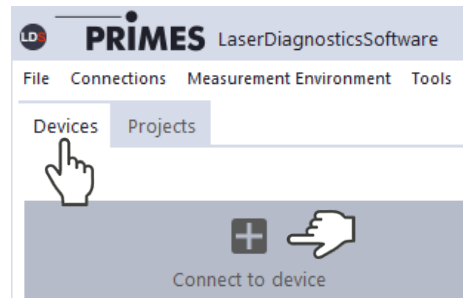 LDS PRIMES LaserDiagnosticsSoftware
File Connections Measurement Environment Tools
Devices Projects
Connect to device